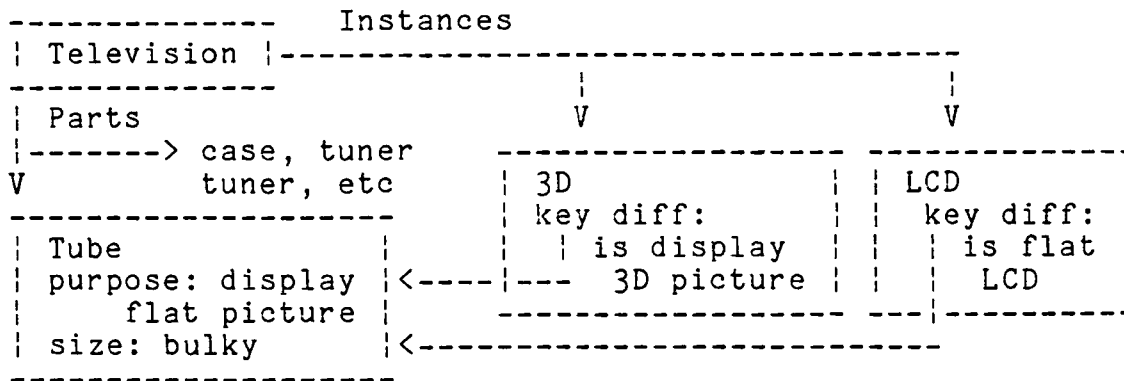 Instances
Television
Parts
case, tuner
tuner, etc
Tube
purpose: display
flat picture
size: bulky
3D
key diff:
is display
3D picture
LCD
key diff:
is flat
LCD